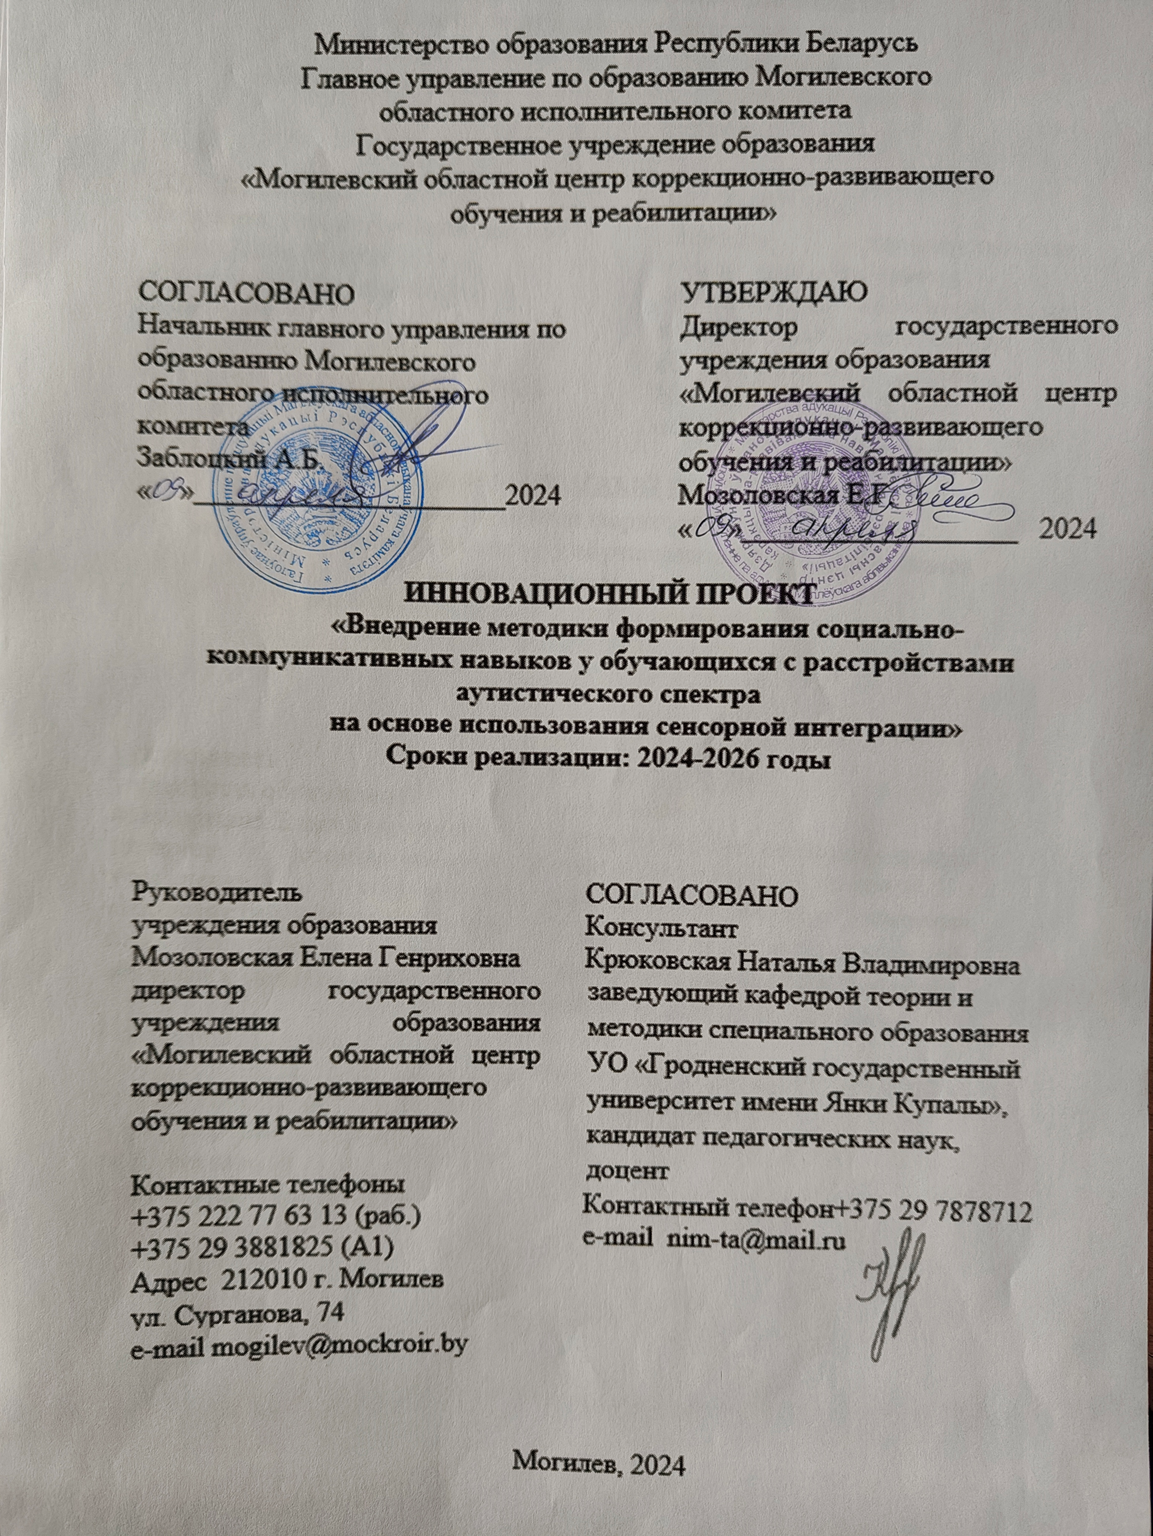 Министерство образования Республики Беларусь
Главное управление по образованию Могилевского
областного исполнительного комитета
Государственное учреждение образования
«Могилевский областной центр коррекционно-развивающего
обучения и реабилитации»
СОГЛАСОВАНО
Начальник главного управления по
образованию Могилевского
областного исполнительного
комитета
Заблоцкий А.Б.
«09» апреля 2024
УТВЕРЖДАЮ
Директор государственного
учреждения образования
«Могилевский областной центр
коррекционно-развивающего
обучения и реабилитации»
Мозоловская Е.Г.
«09» апреля 2024
ИННОВАЦИОННЫЙ ПРОЕКТ
«Внедрение методики формирования социально-
коммуникативных навыков у обучающихся с расстройствами
аутистического спектра
на основе использования сенсорной интеграции»
Сроки реализации: 2024-2026 годы
Руководитель
учреждения образования
Мозоловская Елена Генриховна
директор государственного
учреждения образования
«Могилевский областной центр
коррекционно-развивающего
обучения и реабилитации»
Контактные телефоны
+375 222 77 63 13 (раб.)
+375 29 3881825 (А1)
Адрес 212010 г. Могилев
ул. Сурганова, 74
e-mail mogilev@mockroir.by
СОГЛАСОВАНО
Консультант
Крюковская Наталья Владимировна
заведующий кафедрой теории и
методики специального образования
УО «Гродненский государственный
университет имени Янки Купалы»,
кандидат педагогических наук,
доцент
Контактный телефон+375 29 7878712
e-mail nim-ta@mail.ru
Могилев, 2024